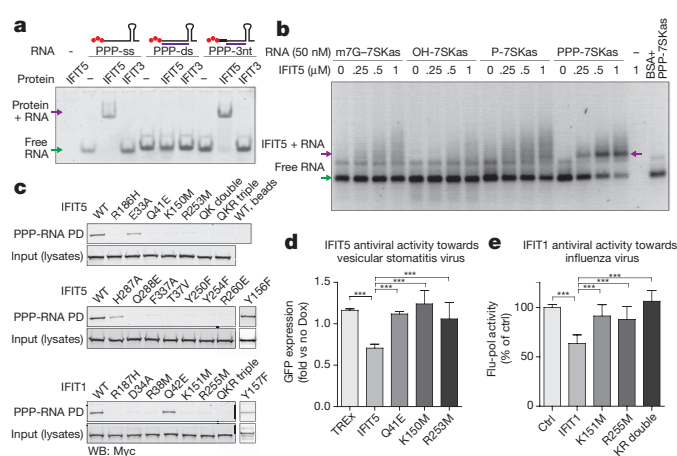 a
RNA - PPP-ss PPP-ds PPP-3nt
Protein IFIT5 – IFIT5 IFIT3 – IFIT5 IFIT3 – IFIT5 IFIT3
Protein + RNA
Free RNA
b
RNA (50 nM) m7G–7SKas OH-7SKas P-7SKas PPP-7SKas – BSA+ PPP-7SKas
IFIT5 (μM) 0 .25 .5 1 0 .25 .5 1 0 .25 .5 1 0 .25 .5 1 1
IFIT5 + RNA
Free RNA
c
IFIT5 WT R186H E33A Q41E K150M R253M QK double QKR triple WT, beads
PPP-RNA PD
Input (lysates)
IFIT5 WT H287A Q288E F337A T37V Y250F Y254F R260E Y156F
PPP-RNA PD
Input (lysates)
IFIT1 WT R187H D34A R38M Q42E K151M R255M QKR triple Y157F
PPP-RNA PD
Input (lysates)
WB: Myc
d
IFIT5 antiviral activity towards
vesicular stomatitis virus
GFP expression
(fold vs no Dox)
1.5
1.0
0.5
0.0
*** *** *** ***
TREx IFIT5 Q41E K150M R253M
e
IFIT1 antiviral activity towards
influenza virus
Flu-pol activity
(% of ctrl)
100
50
0
*** *** *** ***
Ctrl IFIT1 K151M R255M KR double